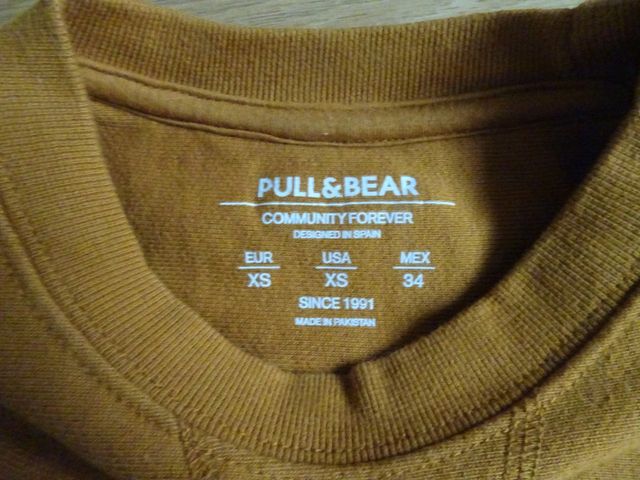 PULL&BEAR
COMMUNITY FOREVER
DESIGNED IN SPAIN
EUR USA MEX
XS XS 34
SINCE 1991
MADE IN PAKISTAN